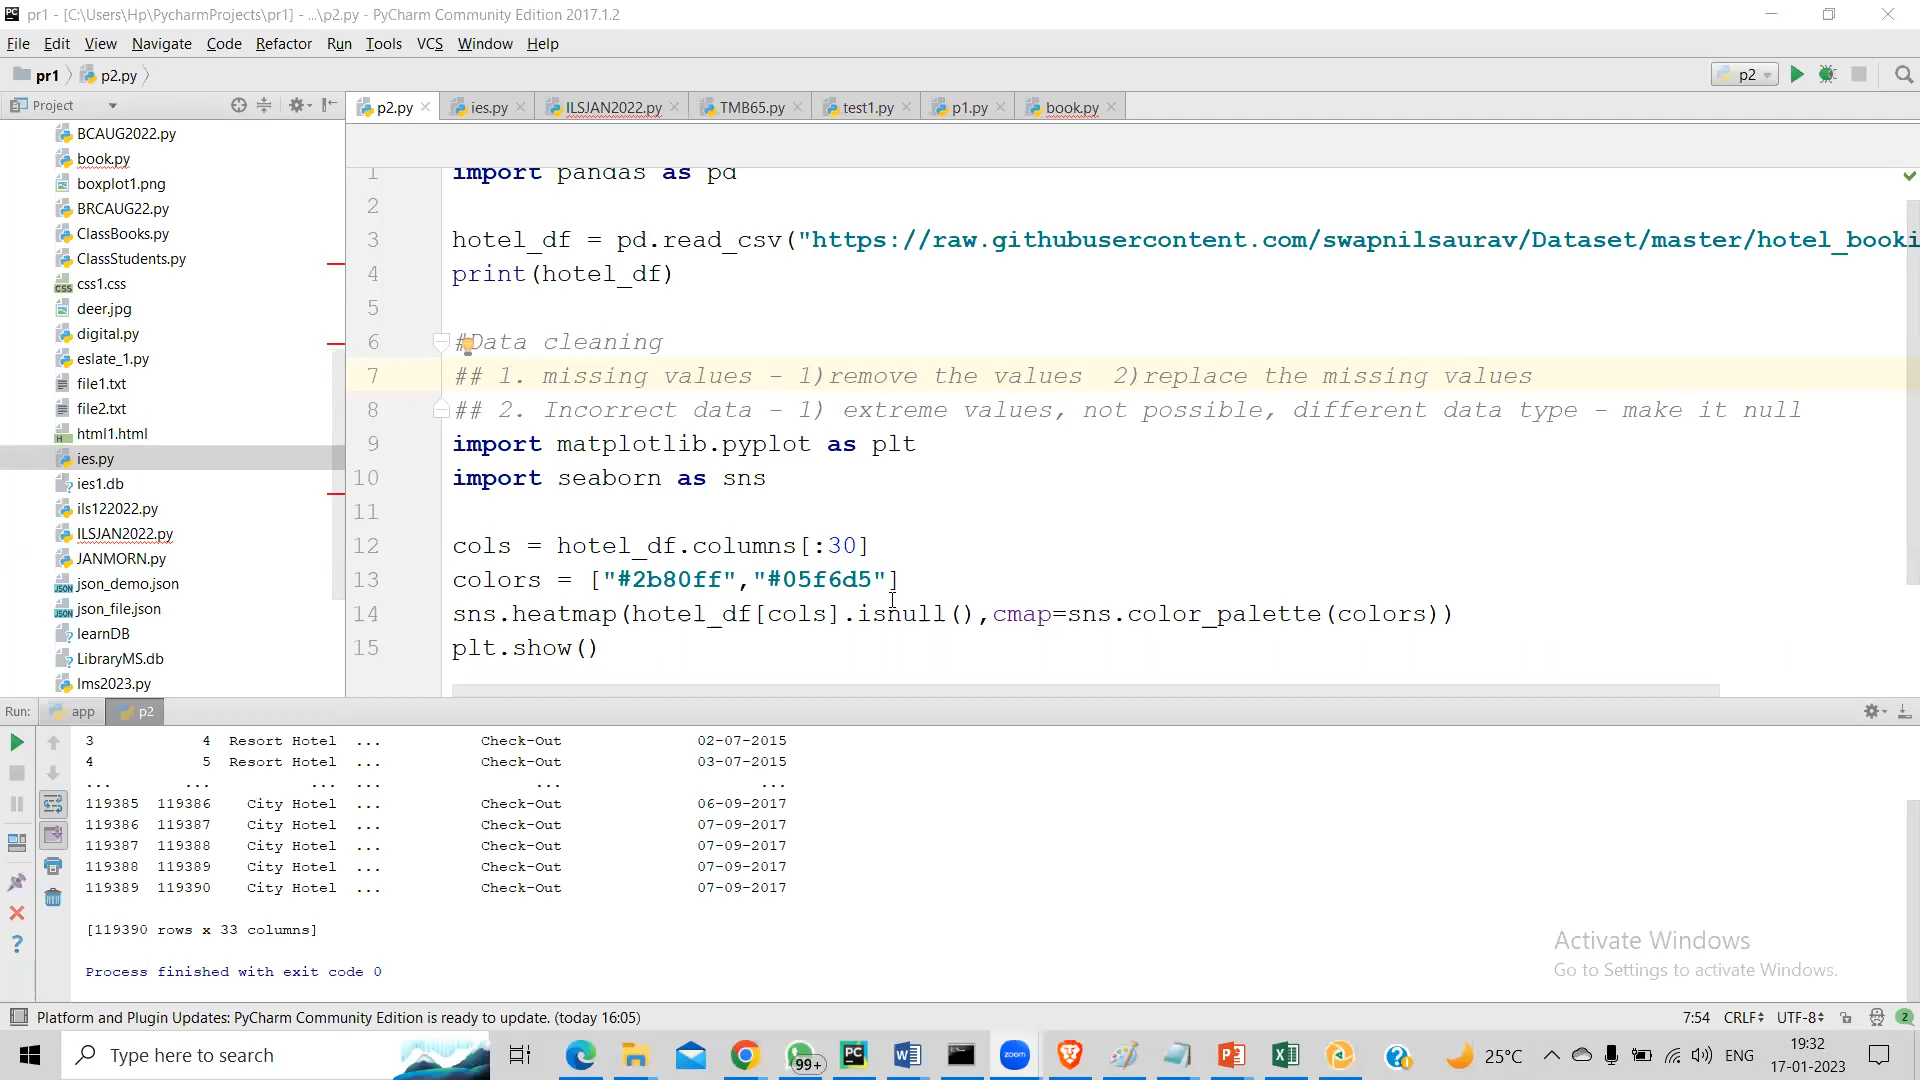 pr1 - [C:\Users\Hp\PycharmProjects\pr1] - ...\p2.py - PyCharm Community Edition 2017.1.2
File Edit View Navigate Code Refactor Run Tools VCS Window Help
pr1 p2.py p2
Project p2.py ies.py ILSJAN2022.py TMB65.py test1.py p1.py book.py
BCAUG2022.py
book.py
boxplot1.png
BRCAUG22.py
ClassBooks.py
ClassStudents.py
css1.css
deer.jpg
digital.py
eslate_1.py
file1.txt
file2.txt
html1.html
ies.py
ies1.db
ils122022.py
ILSJAN2022.py
JANMORN.py
json_demo.json
json_file.json
learnDB
LibraryMS.db
lms2023.py
1 import pandas as pd
2
3 hotel_df = pd.read_csv("https://raw.githubusercontent.com/swapnilsaurav/Dataset/master/hotel_booki
4 print(hotel_df)
5
6 #Data cleaning
7 ## 1. missing values - 1)remove the values 2)replace the missing values
8 ## 2. Incorrect data - 1) extreme values, not possible, different data type - make it null
9 import matplotlib.pyplot as plt
10 import seaborn as sns
11
12 cols = hotel_df.columns[:30]
13 colors = ["#2b80ff","#05f6d5"]
14 sns.heatmap(hotel_df[cols].isnull(),cmap=sns.color_palette(colors))
15 plt.show()
Run: app p2
3 4 Resort Hotel ... Check-Out 02-07-2015
4 5 Resort Hotel ... Check-Out 03-07-2015
... ... ... ... ... ...
119385 119386 City Hotel ... Check-Out 06-09-2017
119386 119387 City Hotel ... Check-Out 07-09-2017
119387 119388 City Hotel ... Check-Out 07-09-2017
119388 119389 City Hotel ... Check-Out 07-09-2017
119389 119390 City Hotel ... Check-Out 07-09-2017
[119390 rows x 33 columns]
Process finished with exit code 0
Activate Windows
Go to Settings to activate Windows.
Platform and Plugin Updates: PyCharm Community Edition is ready to update. (today 16:05) 7:54 CRLF UTF-8 2
Type here to search 99+ zoom 25°C ENG 19:32
17-01-2023